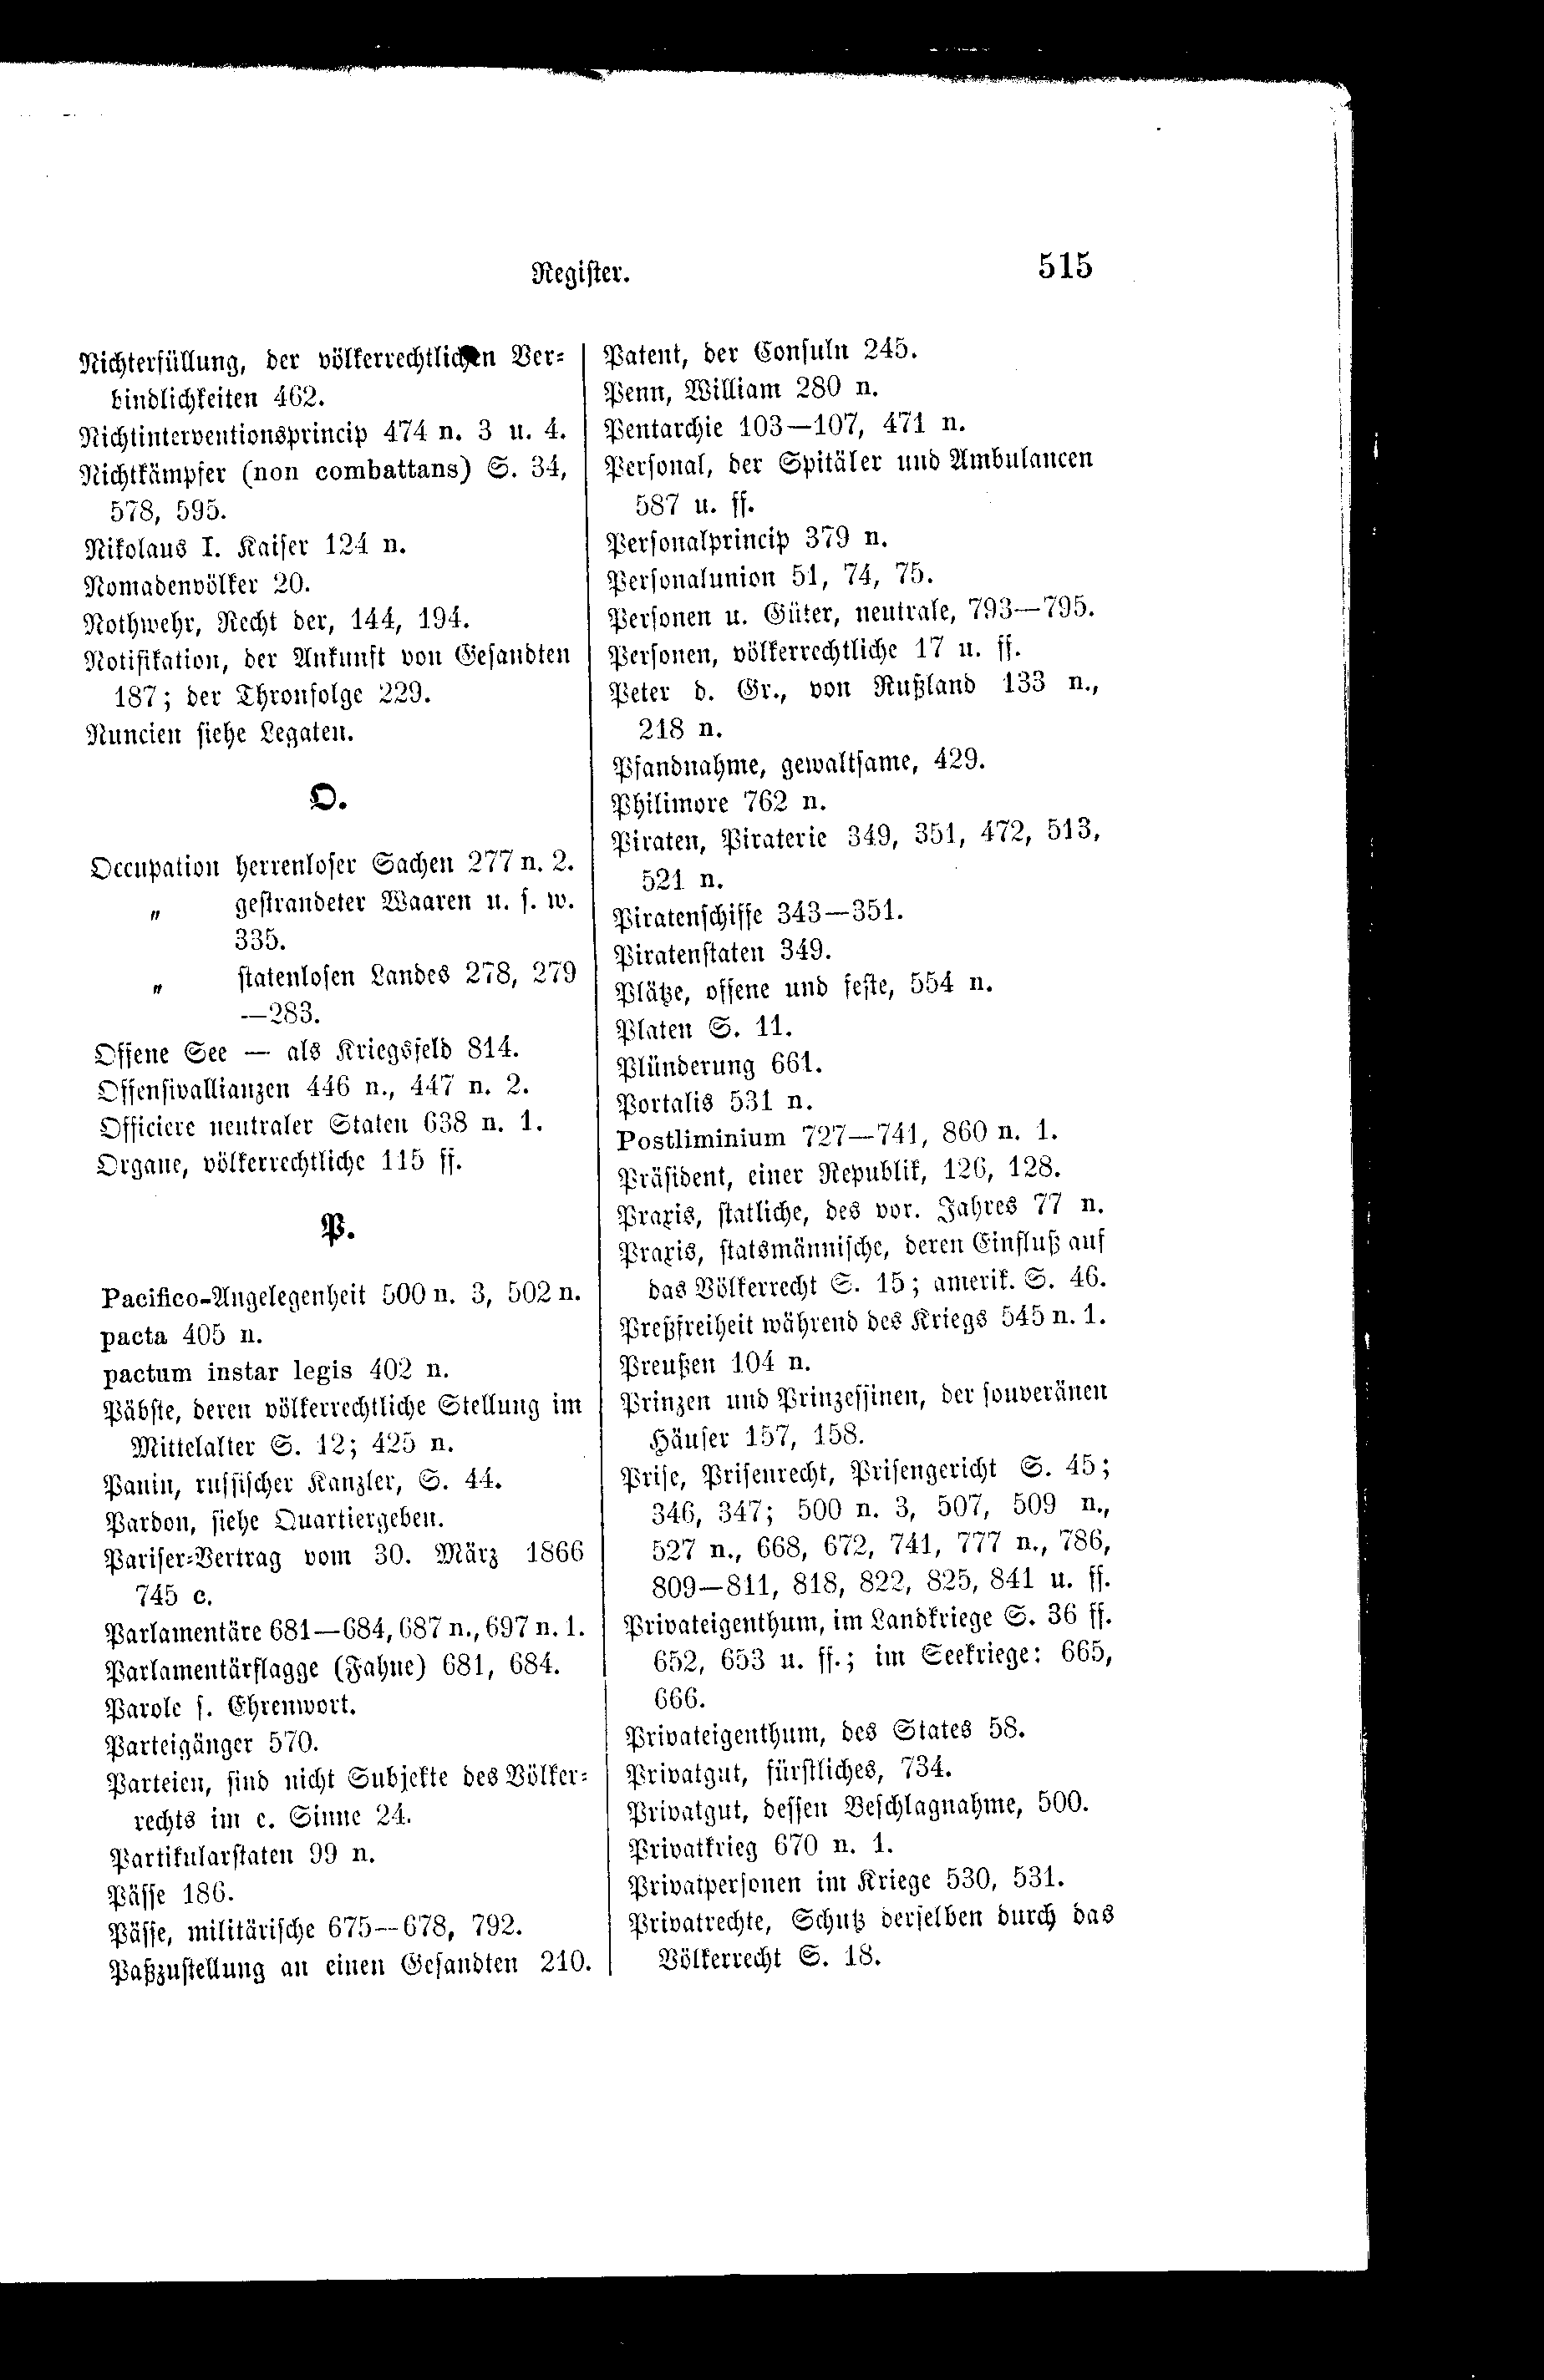 Register.
515
Nichterfüllung, der völkerrechtlichen Ver-
bindlichkeiten 462.
Nichtinterventionsprincip 474 n. 3 u. 4.
Nichtkämpfer (non combattans) S. 34,
578, 595.
Nikolaus I. Kaiser 124 n.
Nomadenvölker 20.
Nothwehr, Recht der, 144, 194.
Notifikation, der Ankunft von Gesandten
187; der Thronfolge 229.
Nuncien siehe Legaten.
O.
Occupation herrenloser Sachen 277 n. 2.
„ gestrandeter Waaren u. s. w.
335.
„ statenlosen Landes 278, 279
—283.
Offene See — als Kriegsfeld 814.
Offensivallianzen 446 n., 447 n. 2.
Officiere neutraler Staten 638 n. 1.
Organe, völkerrechtliche 115 ff.
P.
Pacifico-Angelegenheit 500 n. 3, 502 n.
pacta 405 n.
pactum instar legis 402 n.
Päbste, deren völkerrechtliche Stellung im
Mittelalter S. 12; 425 n.
Panin, russischer Kanzler, S. 44.
Pardon, siehe Quartiergeben.
Pariser-Vertrag vom 30. März 1866
745 c.
Parlamentäre 681—684, 687 n., 697 n. 1.
Parlamentärflagge (Fahne) 681, 684.
Parole s. Ehrenwort.
Parteigänger 570.
Parteien, sind nicht Subjekte des Völker-
rechts im e. Sinne 24.
Partikularstaten 99 n.
Pässe 186.
Pässe, militärische 675—678, 792.
Paßzustellung an einen Gesandten 210.
Patent, der Consuln 245.
Penn, William 280 n.
Pentarchie 103—107, 471 n.
Personal, der Spitäler und Ambulancen
587 u. ff.
Personalprincip 379 n.
Personalunion 51, 74, 75.
Personen u. Güter, neutrale, 793—795.
Personen, völkerrechtliche 17 u. ff.
Peter d. Gr., von Rußland 133 n.,
218 n.
Pfandnahme, gewaltsame, 429.
Philimore 762 n.
Piraten, Piraterie 349, 351, 472, 513,
521 n.
Piratenschiffe 343—351.
Piratenstaten 349.
Plätze, offene und feste, 554 n.
Platen S. 11.
Plünderung 661.
Portalis 531 n.
Postliminium 727—741, 860 n. 1.
Präsident, einer Republik, 126, 128.
Praxis, statliche, des vor. Jahres 77 n.
Praxis, statsmännische, deren Einfluß auf
das Völkerrecht S. 15; amerik. S. 46.
Preßfreiheit während des Kriegs 545 n. 1.
Preußen 104 n.
Prinzen und Prinzessinen, der souveränen
Häuser 157, 158.
Prise, Prisenrecht, Prisengericht S. 45;
346, 347; 500 n. 3, 507, 509 n.,
527 n., 668, 672, 741, 777 n., 786,
809—811, 818, 822, 825, 841 u. ff.
Privateigenthum, im Landkriege S. 36 ff.
652, 653 u. ff.; im Seekriege: 665,
666.
Privateigenthum, des States 58.
Privatgut, fürstliches, 734.
Privatgut, dessen Beschlagnahme, 500.
Privatkrieg 670 n. 1.
Privatpersonen im Kriege 530, 531.
Privatrechte, Schutz derselben durch das
Völkerrecht S. 18.